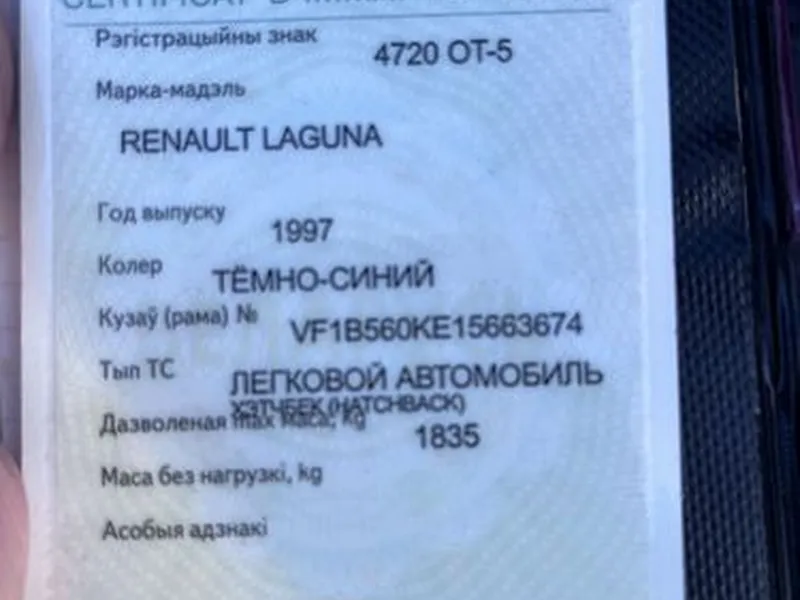 Рэгістрацыйны знак 4720 ОТ-5
Марка-мадэль
RENAULT LAGUNA
Год выпуску 1997
Колер ТЁМНО-СИНИЙ
Кузаў (рама) № VF1B560KE15663674
Тып ТС ЛЕГКОВОЙ АВТОМОБИЛЬ
ХЭТЧБЕК (HATCHBACK)
Дазволеная max маса, kg 1835
Маса без нагрузкі, kg
Асобыя адзнакі